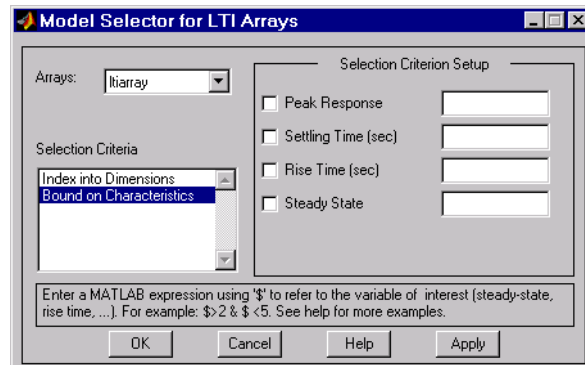 Model Selector for LTI Arrays
Arrays:
ltiarray
Selection Criteria
Index into Dimensions
Bound on Characteristics
Selection Criterion Setup
Peak Response
Settling Time (sec)
Rise Time (sec)
Steady State
Enter a MATLAB expression using '$' to refer to the variable of interest (steady-state,
rise time, ...). For example: $>2 & $ <5. See help for more examples.
OK Cancel Help Apply